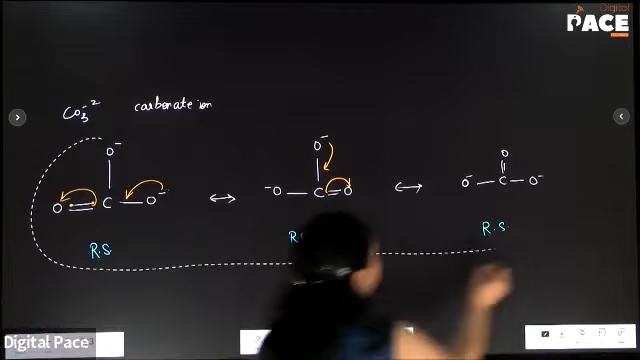 Digital
PACE
CO₃⁻² carbonate ion
O⁻
O = C — O⁻
R.S.
↔
O⁻
⁻O — C = O
R.
↔
O
O⁻ — C — O⁻
R.S.
Digital Pace